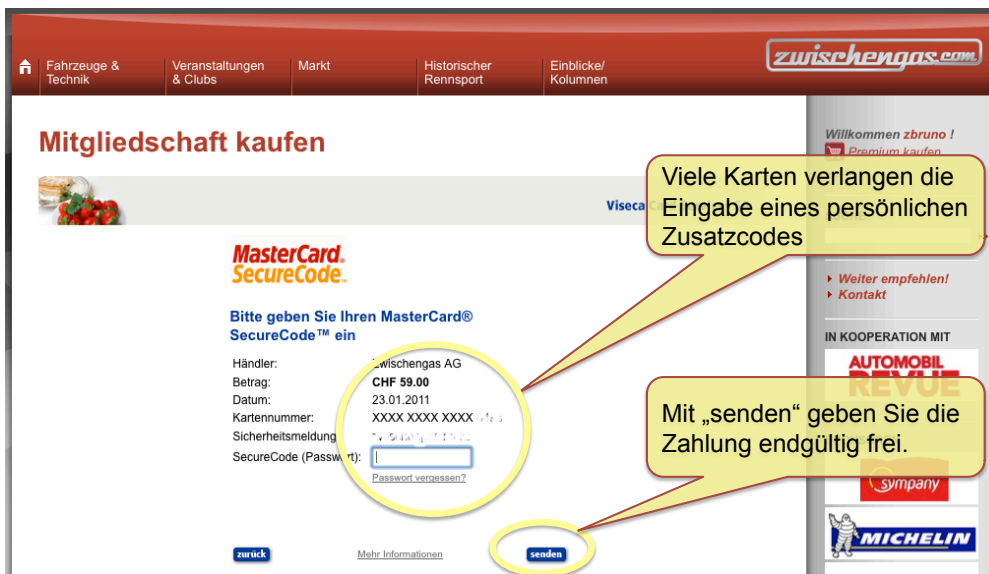 Fahrzeuge &
Technik
Veranstaltungen
& Clubs
Markt
Historischer
Rennsport
Einblicke/
Kolumnen
zwischengas.com
Mitgliedschaft kaufen
Willkommen zbruno !
Premium kaufen
Viele Karten verlangen die
Eingabe eines persönlichen
Zusatzcodes
Viseca
MasterCard.
SecureCode.
Weiter empfehlen!
Kontakt
Bitte geben Sie Ihren MasterCard®
SecureCode™ ein
IN KOOPERATION MIT
AUTOMOBIL
REVUE
Händler: Zwischengas AG
Betrag: CHF 59.00
Datum: 23.01.2011
Kartennummer: XXXX XXXX XXXX
Sicherheitsmeldung
SecureCode (Passwort):
Passwort vergessen?
Mit „senden“ geben Sie die
Zahlung endgültig frei.
sympany
MICHELIN
zurück
Mehr Informationen
senden